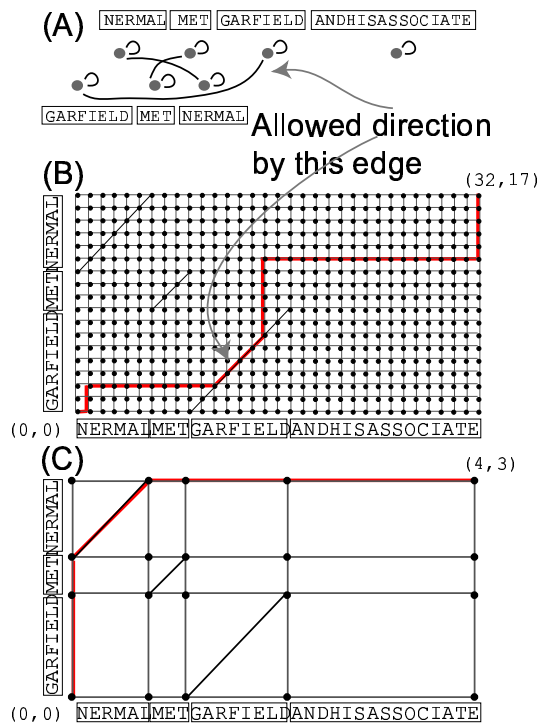 (A)
NERMAL MET GARFIELD ANDHISASSOCIATE
GARFIELD MET NERMAL
Allowed direction
by this edge
(B)
(32,17)
NERMAL
MET
GARFIELD
(0,0)
NERMAL MET GARFIELD ANDHISASSOCIATE
(C)
(4,3)
NERMAL
MET
GARFIELD
(0,0)
NERMAL MET GARFIELD ANDHISASSOCIATE